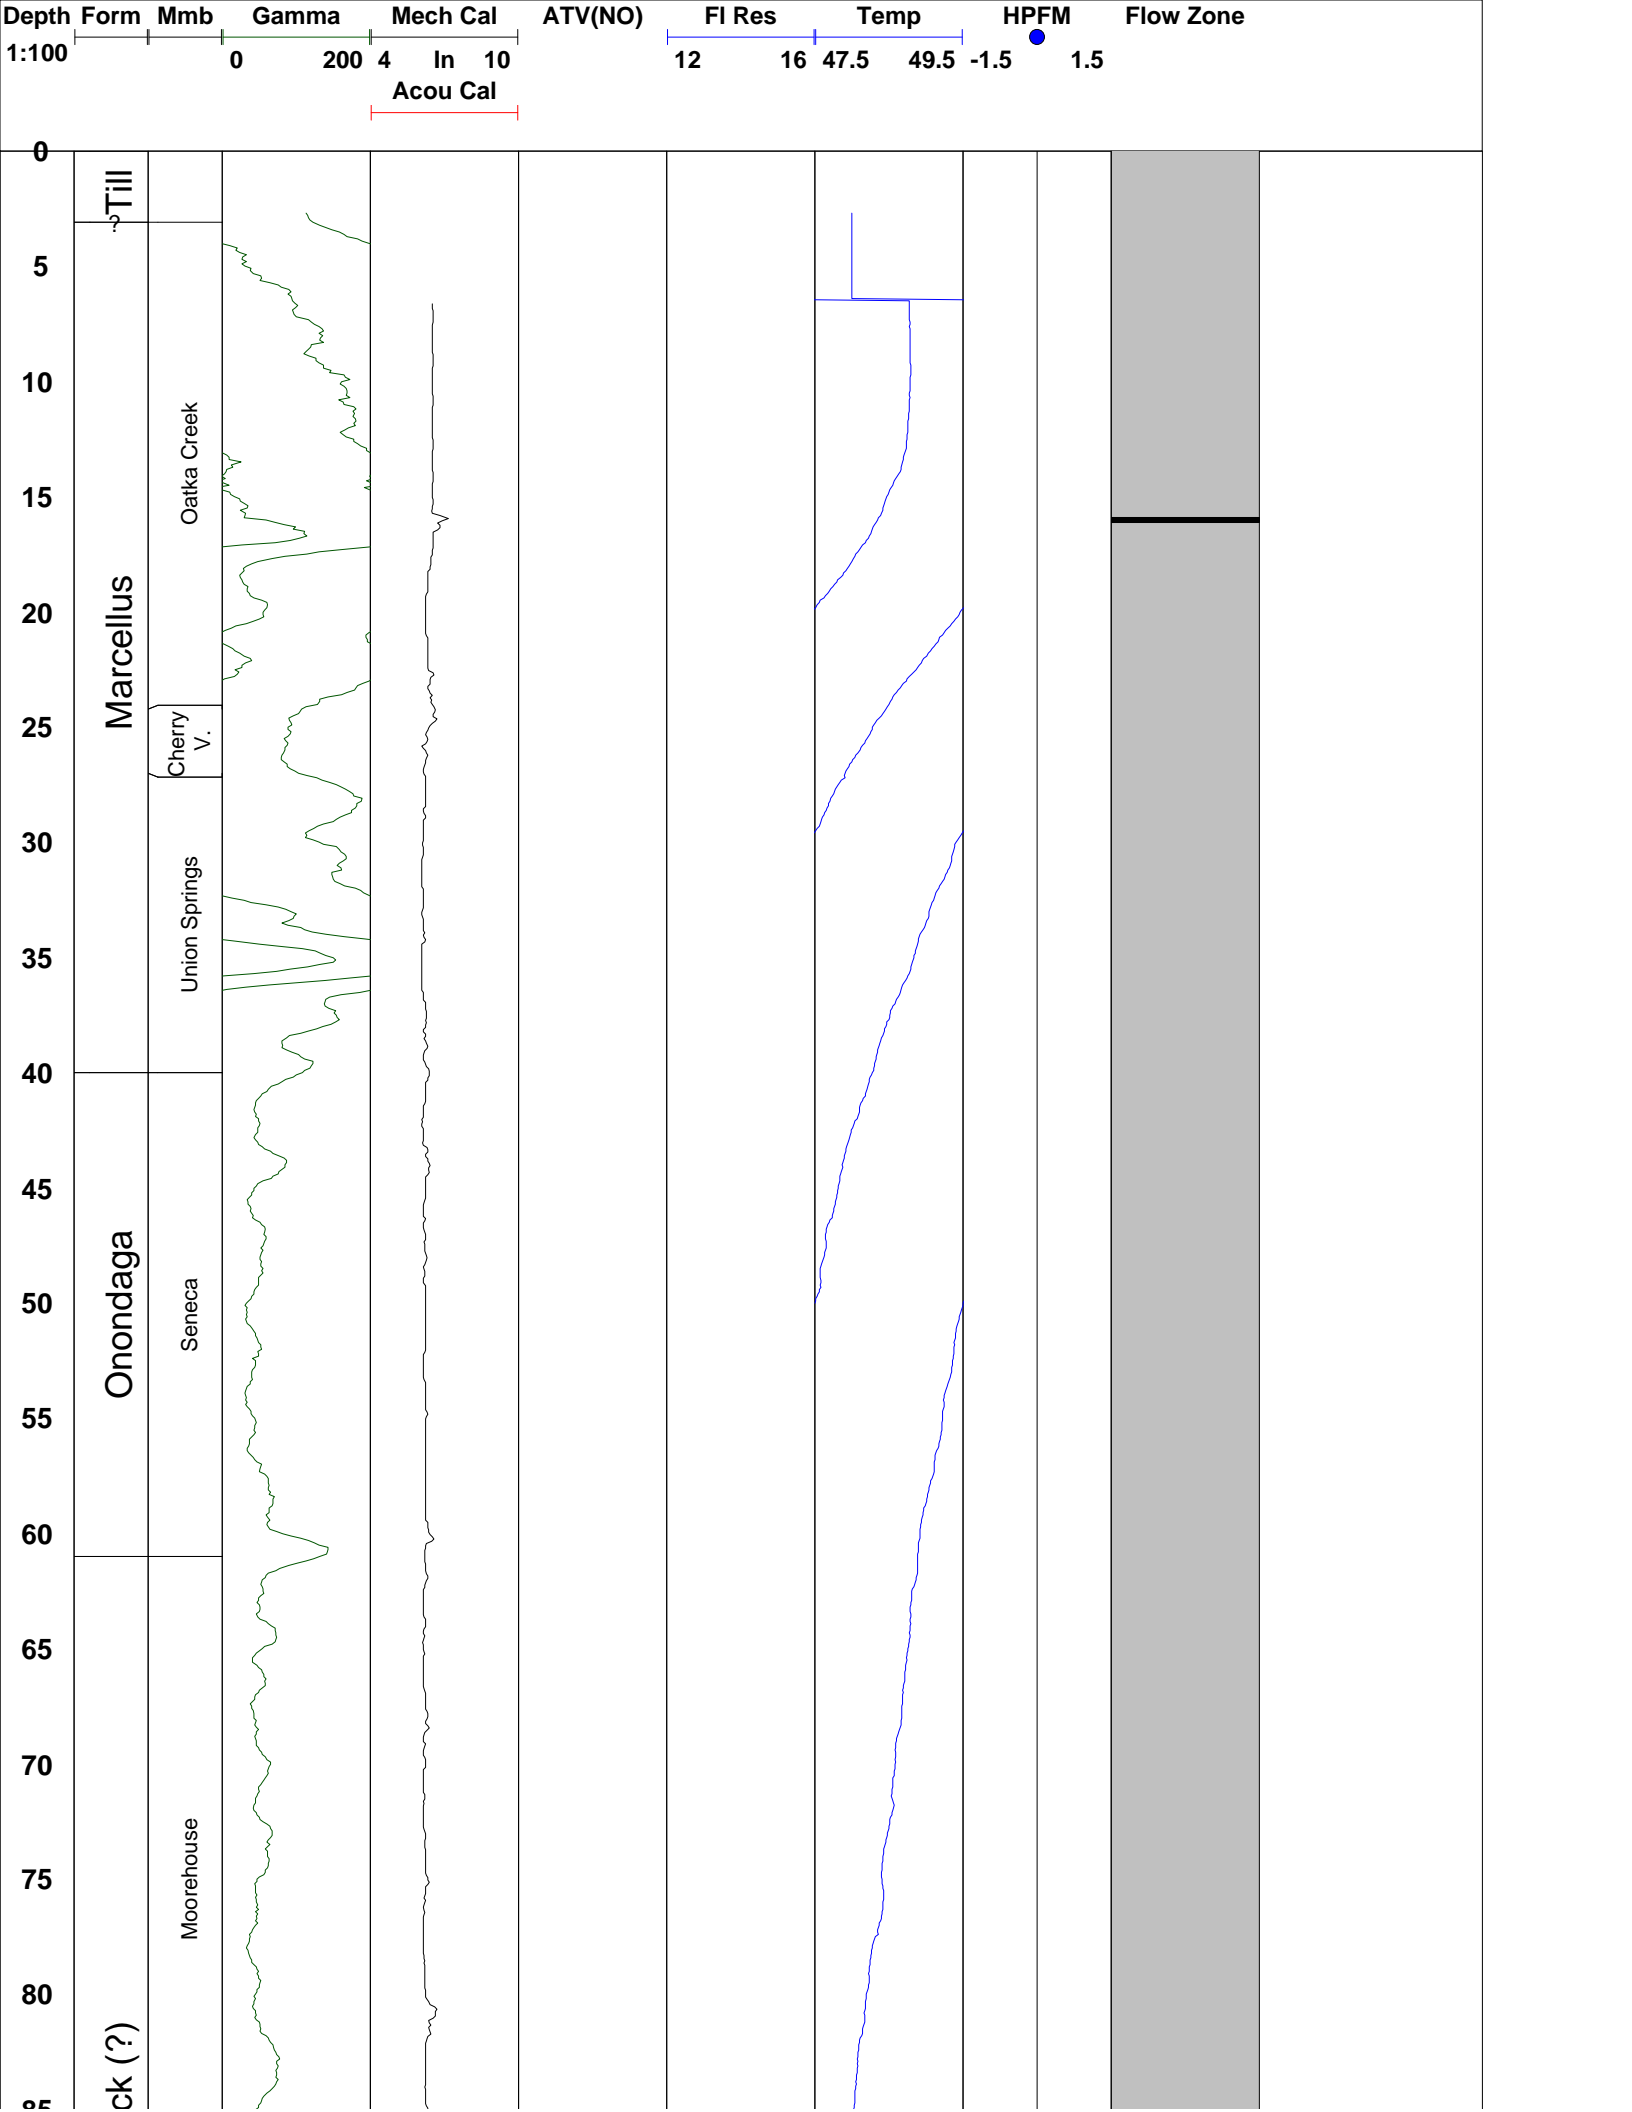 Depth Form Mmb Gamma Mech Cal ATV(NO) Fl Res Temp HPFM Flow Zone
1:100 0 200 4 In 10 12 16 47.5 49.5 -1.5 1.5
Acou Cal
0
Till
?
5
10
Oatka Creek
15
Marcellus
20
25
Cherry
V.
30
Union Springs
35
40
45
Onondaga
Seneca
50
55
60
65
70
75
Moorehouse
80
ck (?)
85